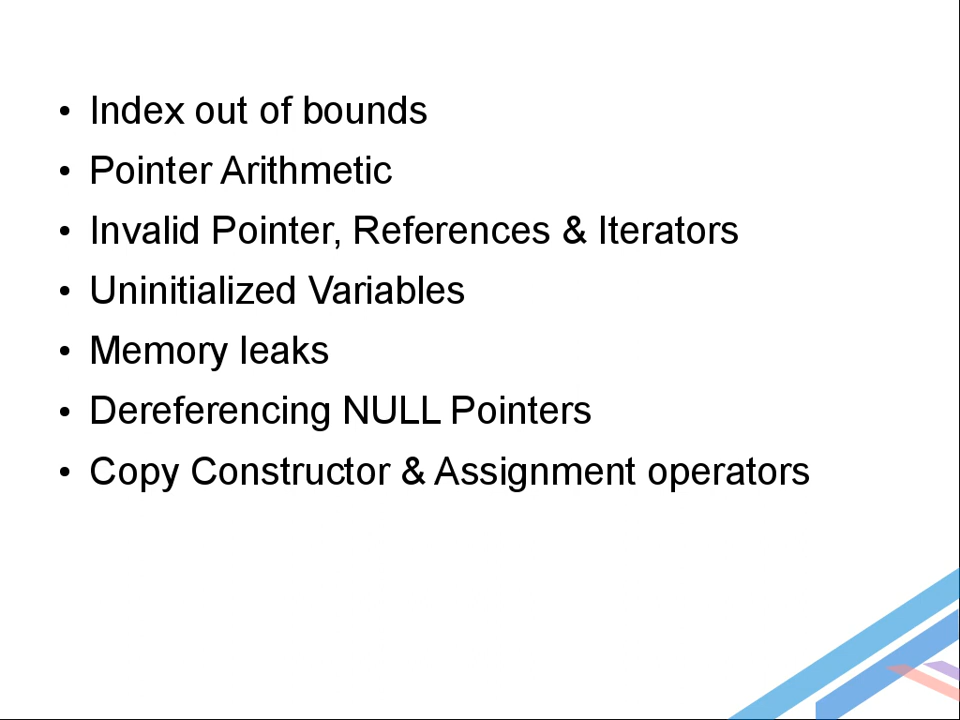 • Index out of bounds
• Pointer Arithmetic
• Invalid Pointer, References & Iterators
• Uninitialized Variables
• Memory leaks
• Dereferencing NULL Pointers
• Copy Constructor & Assignment operators